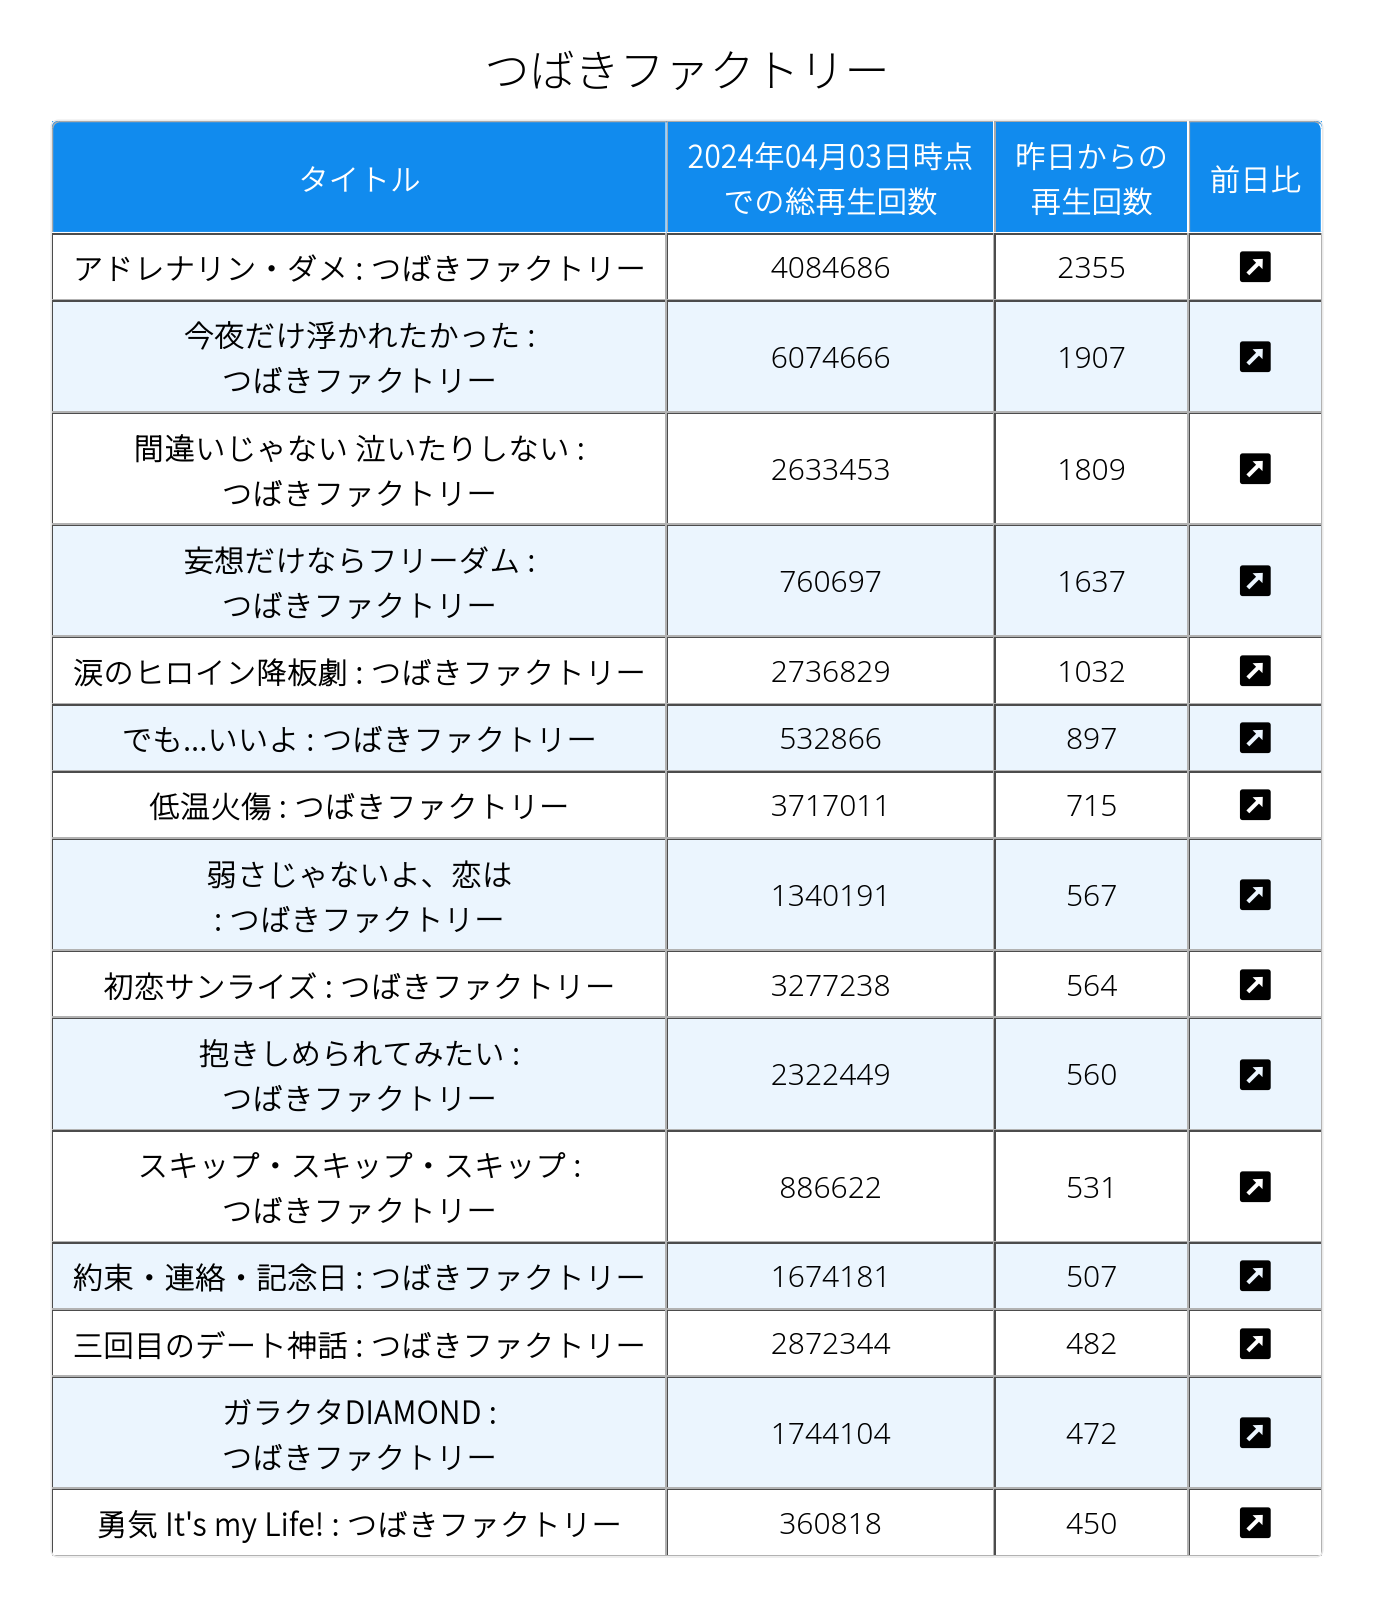 つばきファクトリー
タイトル
2024年04月03日時点
での総再生回数
昨日からの
再生回数
前日比
アドレナリン・ダメ : つばきファクトリー
4084686
2355
今夜だけ浮かれたかった :
つばきファクトリー
6074666
1907
間違いじゃない 泣いたりしない :
つばきファクトリー
2633453
1809
妄想だけならフリーダム :
つばきファクトリー
760697
1637
涙のヒロイン降板劇 : つばきファクトリー
2736829
1032
でも...いいよ : つばきファクトリー
532866
897
低温火傷 : つばきファクトリー
3717011
715
弱さじゃないよ、恋は
: つばきファクトリー
1340191
567
初恋サンライズ : つばきファクトリー
3277238
564
抱きしめられてみたい :
つばきファクトリー
2322449
560
スキップ・スキップ・スキップ :
つばきファクトリー
886622
531
約束・連絡・記念日 : つばきファクトリー
1674181
507
三回目のデート神話 : つばきファクトリー
2872344
482
ガラクタDIAMOND :
つばきファクトリー
1744104
472
勇気 It's my Life! : つばきファクトリー
360818
450